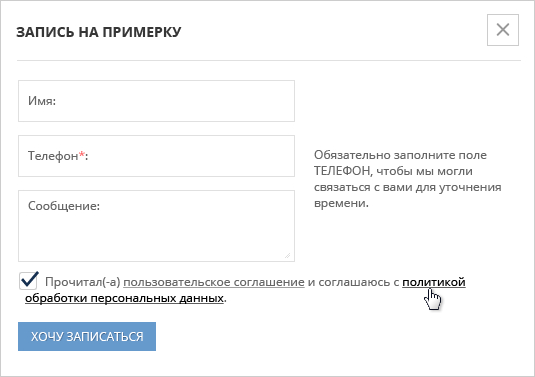 ЗАПИСЬ НА ПРИМЕРКУ
Имя:
Телефон*:
Обязательно заполните поле
ТЕЛЕФОН, чтобы мы могли
связаться с вами для уточнения
времени.
Сообщение:
Прочитал(-а) пользовательское соглашение и соглашаюсь с политикой
обработки персональных данных.
ХОЧУ ЗАПИСАТЬСЯ